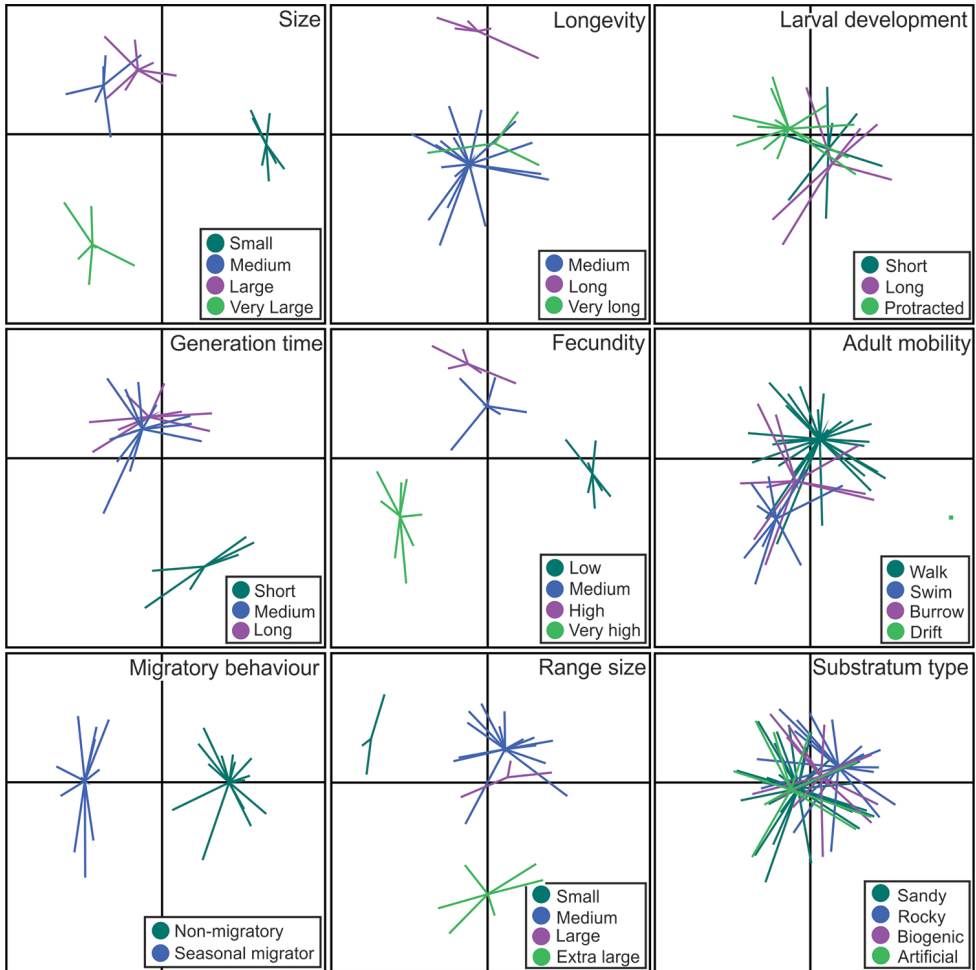 Size
Small
Medium
Large
Very Large
Longevity
Medium
Long
Very long
Larval development
Short
Long
Protracted
Generation time
Short
Medium
Long
Fecundity
Low
Medium
High
Very high
Adult mobility
Walk
Swim
Burrow
Drift
Migratory behaviour
Non-migratory
Seasonal migrator
Range size
Small
Medium
Large
Extra large
Substratum type
Sandy
Rocky
Biogenic
Artificial